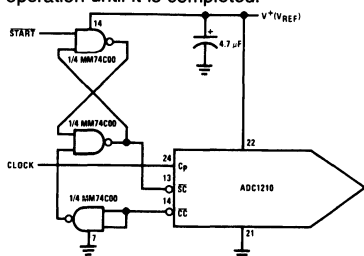 operation until it is completed.
14
START
V+(VREF)
4.7 µF
1/4 MM74C00
1/4 MM74C00
22
CLOCK
24
CP
13
SC
ADC1210
1/4 MM74C00
14
CC
7
21